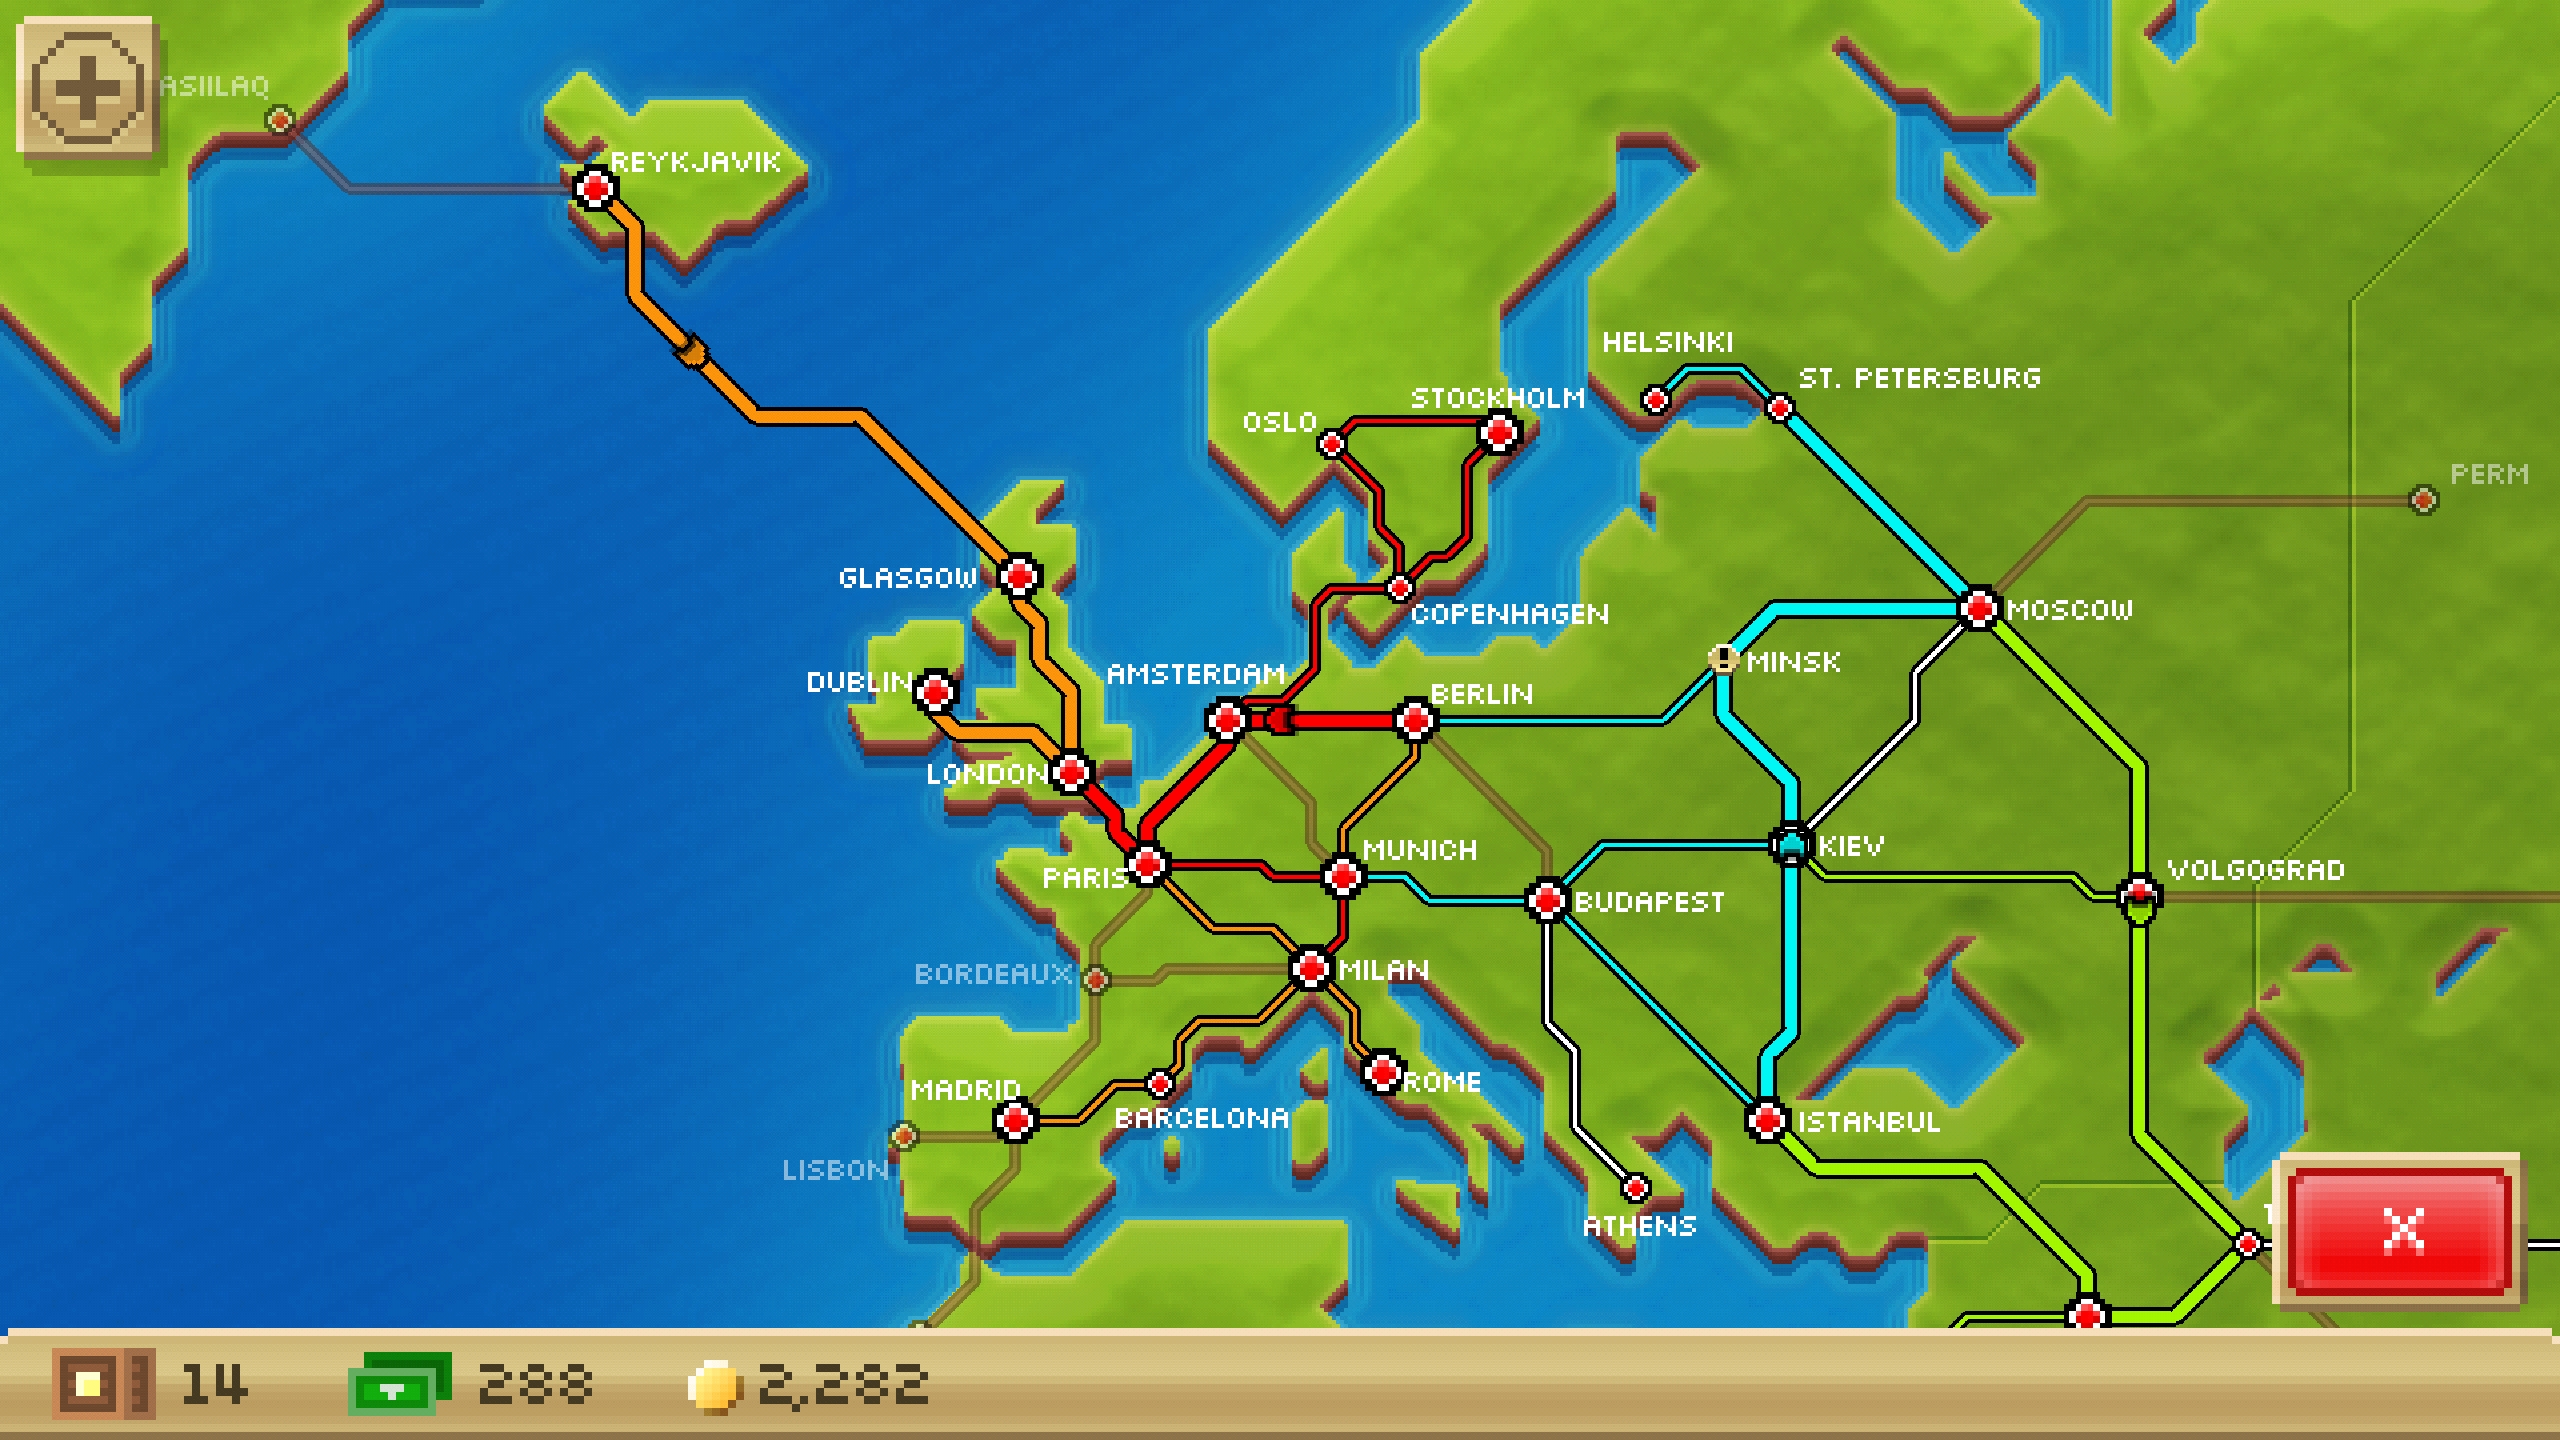 ASIILAQ
REYKJAVIK
HELSINKI
ST. PETERSBURG
STOCKHOLM
OSLO
PERM
GLASGOW
COPENHAGEN
MOSCOW
MINSK
AMSTERDAM
DUBLIN
BERLIN
LONDON
KIEV
MUNICH
PARIS
VOLGOGRAD
BUDAPEST
BORDEAUX
MILAN
MADRID
ROME
BARCELONA
ISTANBUL
LISBON
ATHENS
X
14
288
2,282